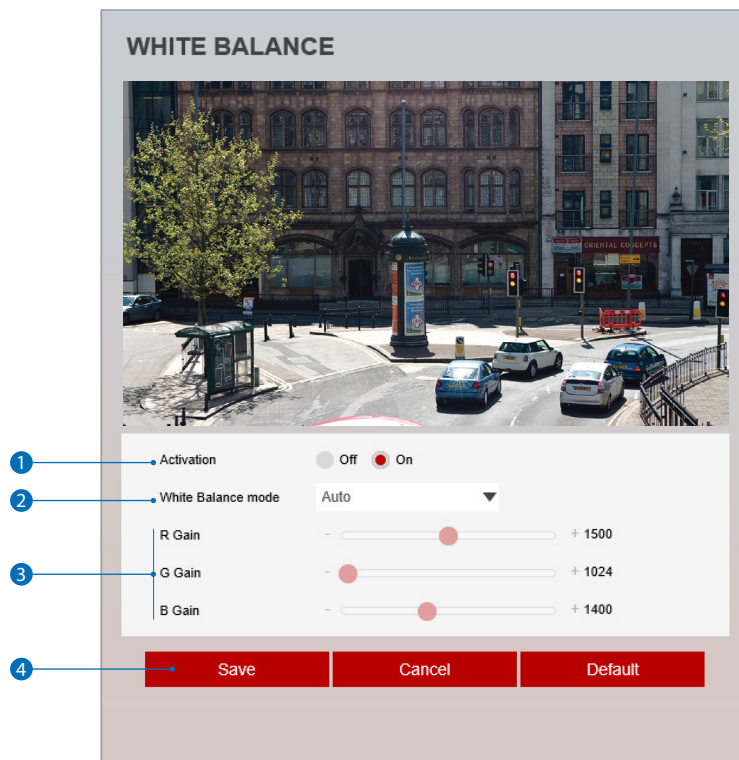 WHITE BALANCE
ORIENTAL CONCEPTS
1 Activation Off On
2 White Balance mode Auto
R Gain - + 1500
3 G Gain - + 1024
B Gain - + 1400
4 Save Cancel Default